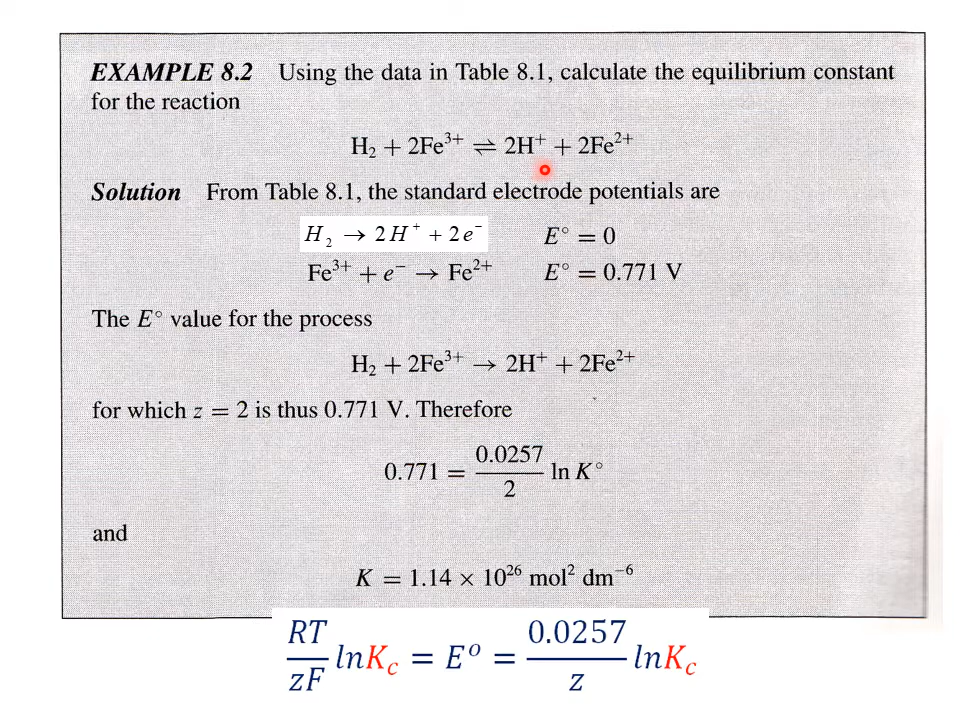 EXAMPLE 8.2 Using the data in Table 8.1, calculate the equilibrium constant
for the reaction
H₂ + 2Fe³⁺ ⇌ 2H⁺ + 2Fe²⁺
Solution From Table 8.1, the standard electrode potentials are
H₂ → 2H⁺ + 2e⁻ E° = 0
Fe³⁺ + e⁻ → Fe²⁺ E° = 0.771 V
The E° value for the process
H₂ + 2Fe³⁺ → 2H⁺ + 2Fe²⁺
for which z = 2 is thus 0.771 V. Therefore
0.771 = 0.0257/2 ln K°
and
K = 1.14 × 10²⁶ mol² dm⁻⁶
RT/zF lnK_c = E⁰ = 0.0257/z lnK_c